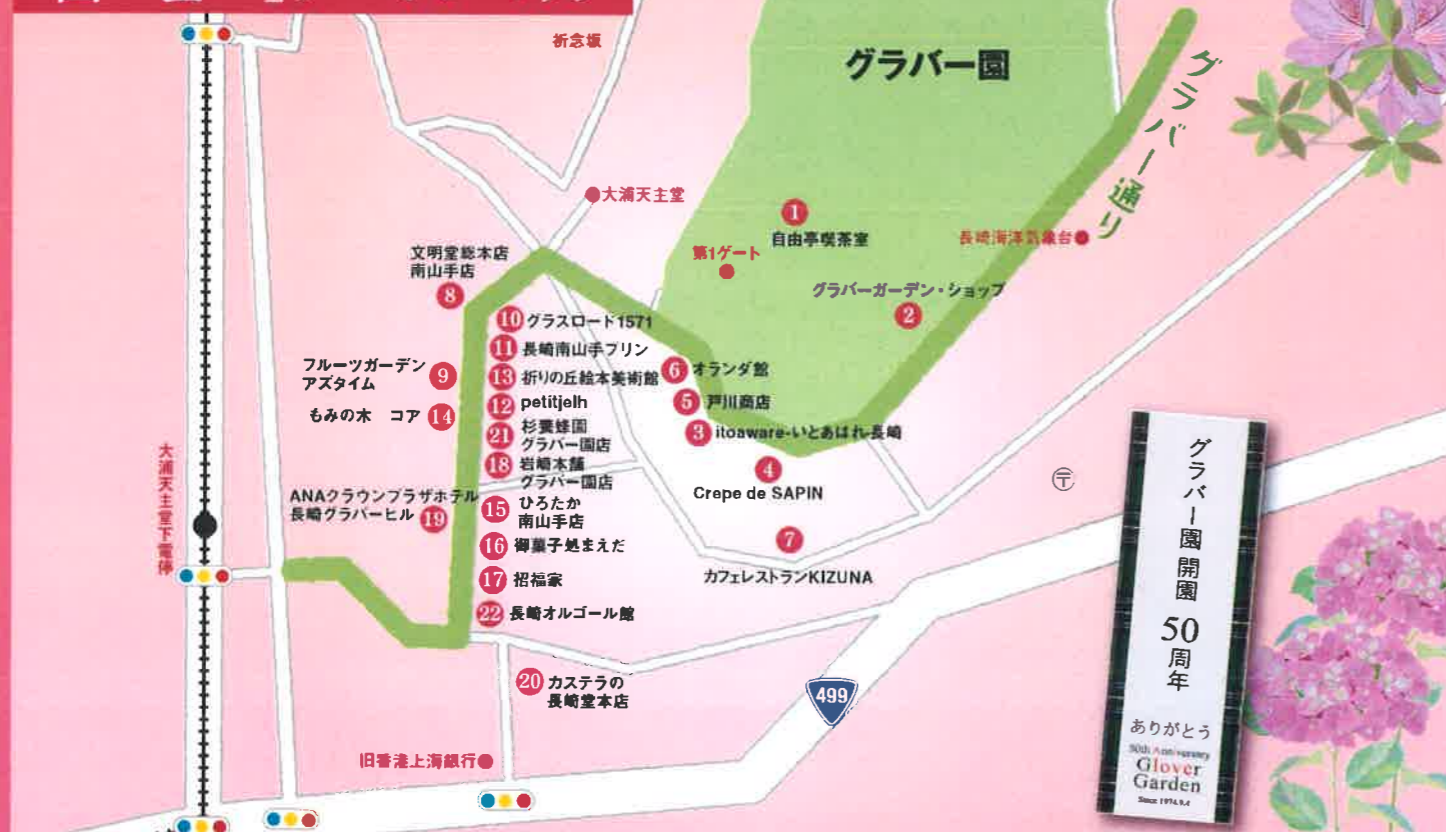 祈念坂
グラバー園
グラバー通り
大浦天主堂
1
自由亭喫茶室
長崎海洋気象台
第1ゲート
文明堂総本店
南山手店
8
グラバーガーデン・ショップ
2
10 グラスロード1571
11 長崎南山手プリン
フルーツガーデン
アズタイム
9
13 祈りの丘絵本美術館
6 オランダ館
もみの木 コア 14
12 petitjelh
5 戸川商店
21 杉養蜂園
グラバー園店
3 itoaware-いとあはれ-長崎
18 岩崎本舗
グラバー園店
4
Crepe de SAPIN
大浦天主堂下電停
ANAクラウンプラザホテル
長崎グラバーヒル 19
15 ひろたか
南山手店
16 御菓子処まえだ
7
カフェレストランKIZUNA
17 招福家
22 長崎オルゴール館
20 カステラの
長崎堂本店
499
旧香港上海銀行
〒
グラバー園開園50周年
ありがとう
50th Anniversary
Glover
Garden
Since 1974.9.4